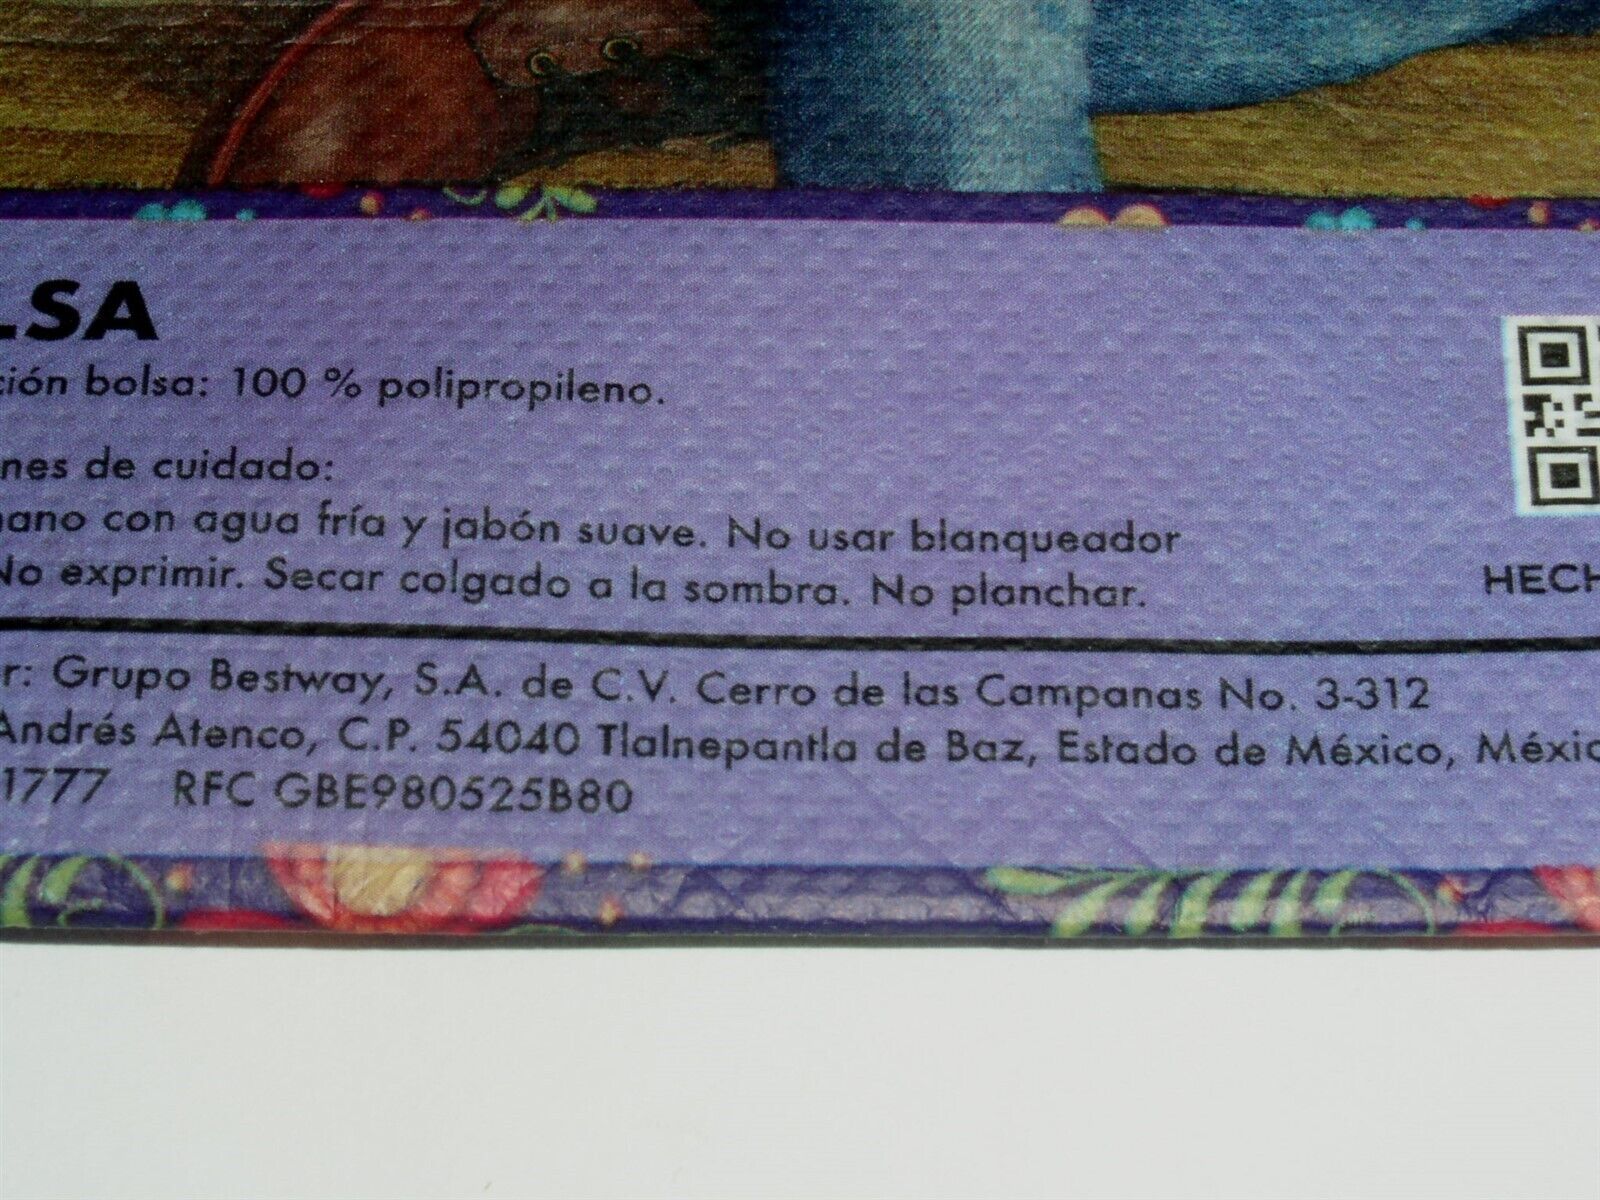 LSA
ción bolsa: 100 % polipropileno.
nes de cuidado:
mano con agua fría y jabón suave. No usar blanqueador
No exprimir. Secar colgado a la sombra. No planchar.
HECH
r: Grupo Bestway, S.A. de C.V. Cerro de las Campanas No. 3-312
Andrés Atenco, C.P. 54040 Tlalnepantla de Baz, Estado de México, Méxic
1777 RFC GBE980525B80